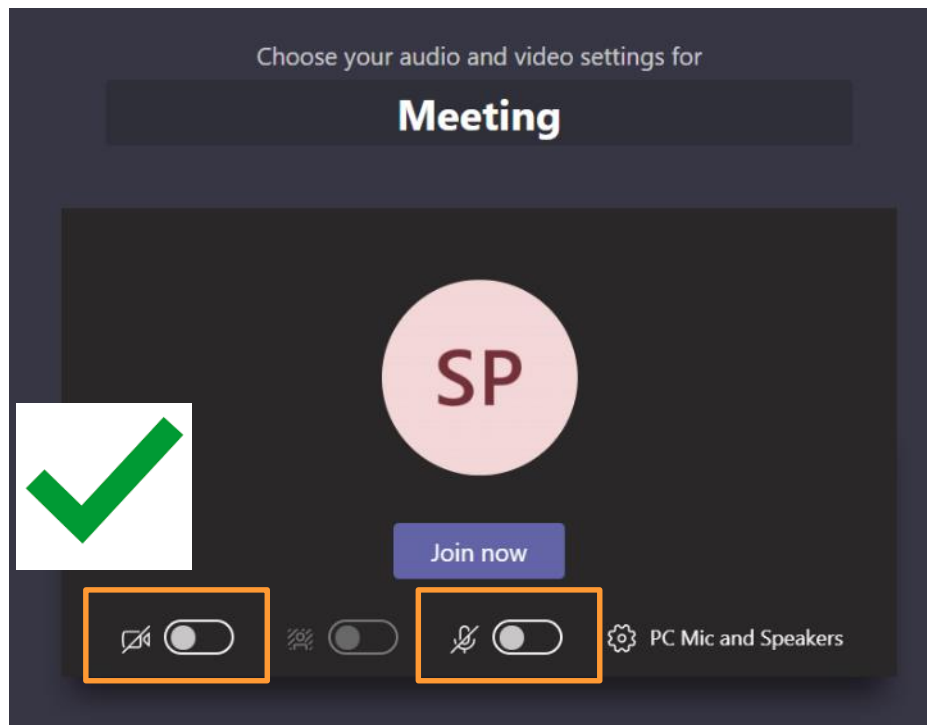 Choose your audio and video settings for
Meeting
SP
Join now
PC Mic and Speakers